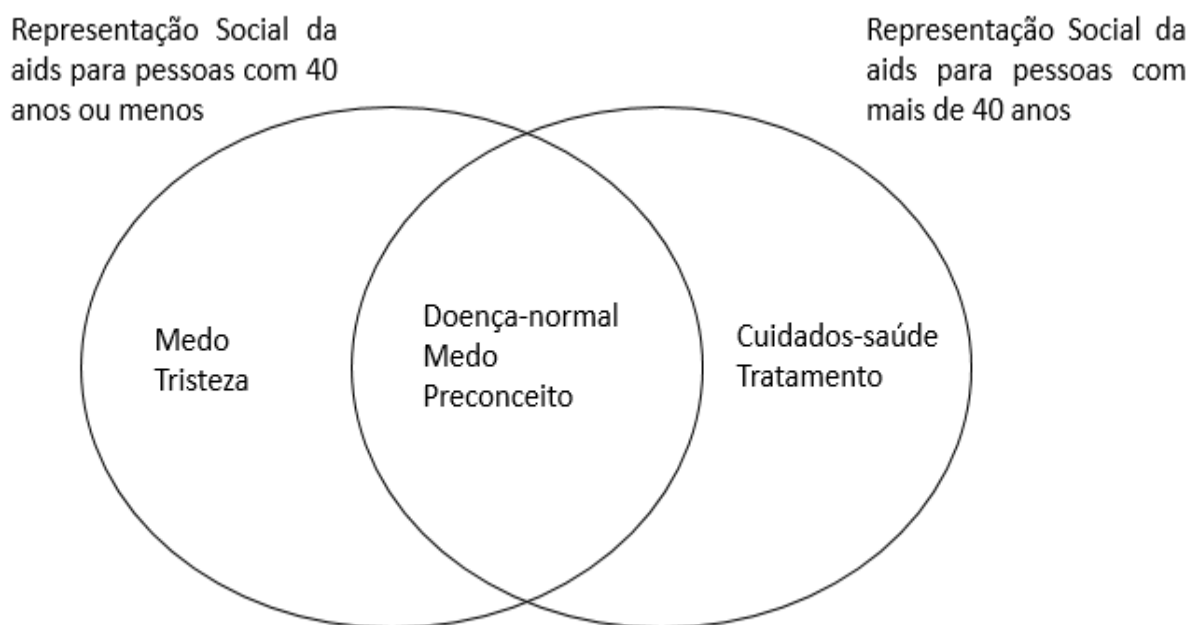 Representação Social da
aids para pessoas com 40
anos ou menos
Representação Social da
aids para pessoas com
mais de 40 anos
Medo
Tristeza
Doença-normal
Medo
Preconceito
Cuidados-saúde
Tratamento